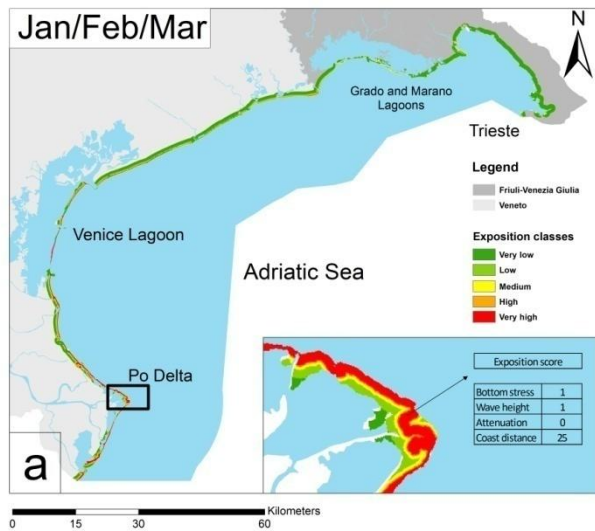 Jan/Feb/Mar
N
Grado and Marano
Lagoons
Trieste
Legend
Friuli-Venezia Giulia
Veneto
Venice Lagoon
Adriatic Sea
Exposition classes
Very low
Low
Medium
High
Very high
Po Delta
Exposition score
Bottom stress 1
Wave height 1
Attenuation 0
Coast distance 25
a
Kilometers
0 15 30 60